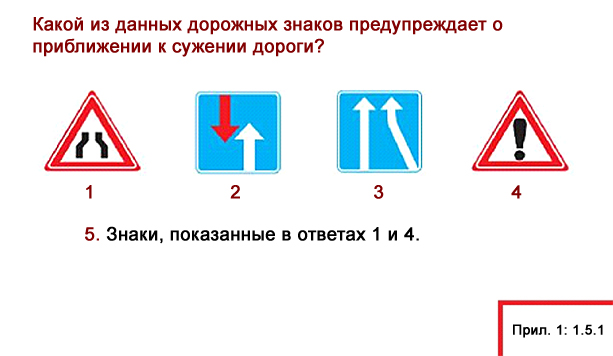 Какой из данных дорожных знаков предупреждает о
приближении к сужении дороги?
1 2 3 4
5. Знаки, показанные в ответах 1 и 4.
Прил. 1: 1.5.1